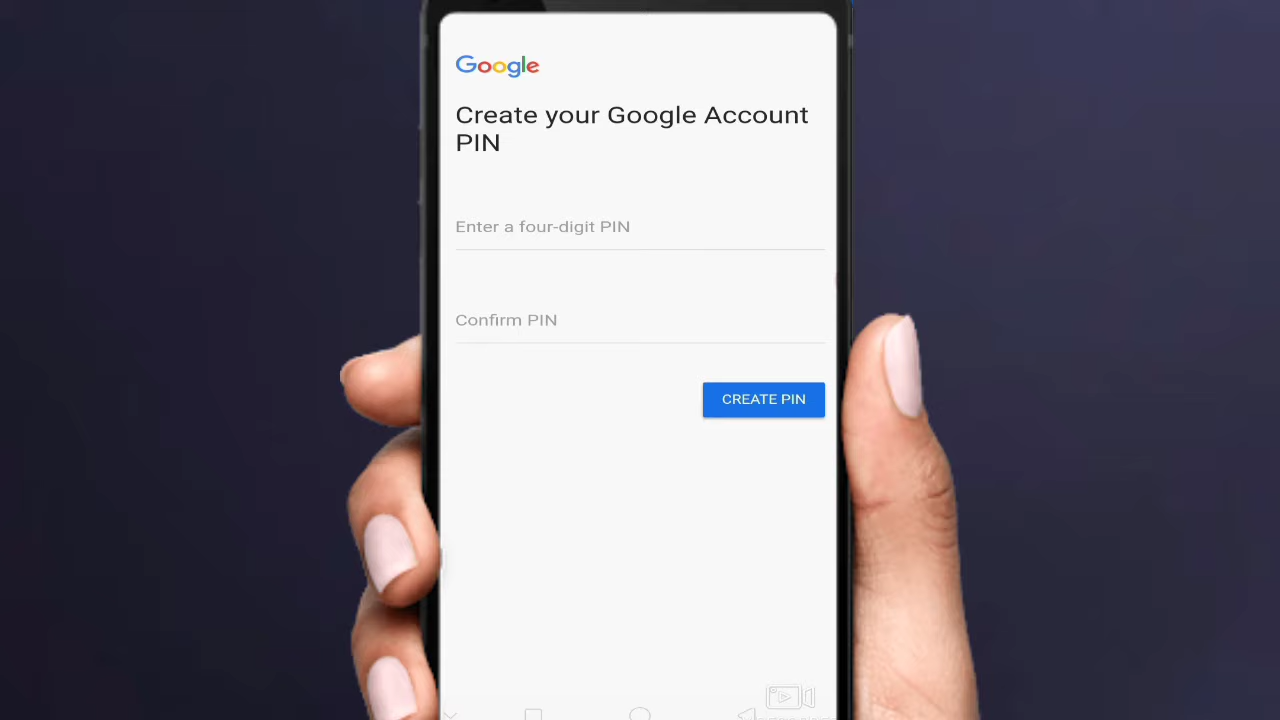 Google
Create your Google Account
PIN
Enter a four-digit PIN
Confirm PIN
CREATE PIN